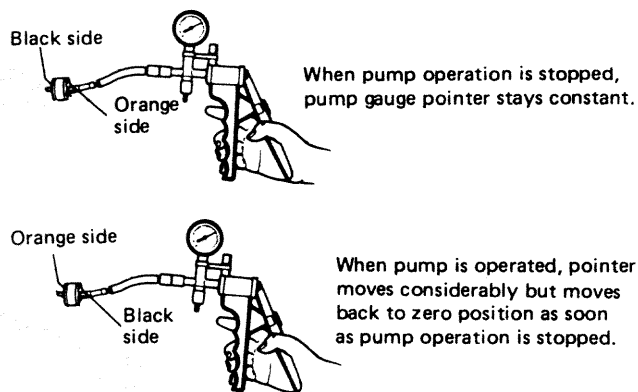 Black side
Orange
side
When pump operation is stopped,
pump gauge pointer stays constant.
Orange side
Black
side
When pump is operated, pointer
moves considerably but moves
back to zero position as soon
as pump operation is stopped.